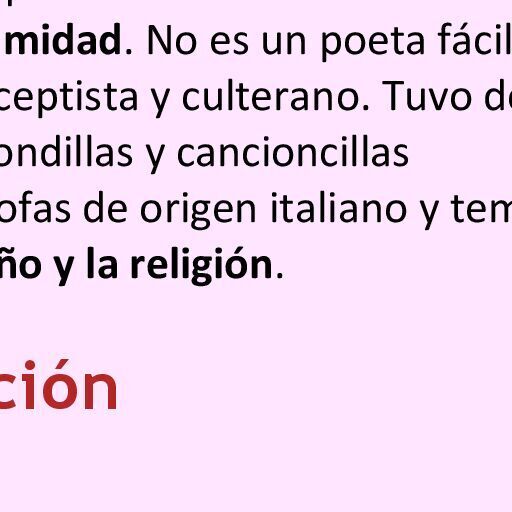 midad. No es un poeta fácil
ceptista y culterano. Tuvo d
ondillas y cancioncillas
ofas de origen italiano y tem
ño y la religión.
ción